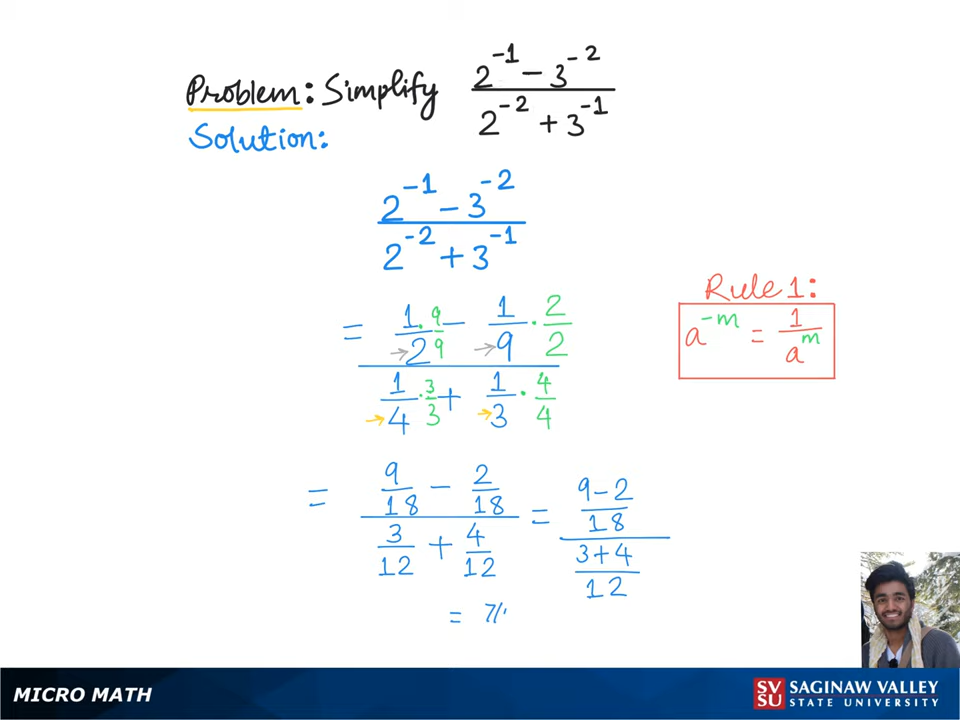 Problem: Simplify (2^-1 − 3^-2)/(2^-2 + 3^-1)
Solution:
(2^-1 − 3^-2)/(2^-2 + 3^-1)
Rule 1:
a^-m = 1/a^m
= (1/2 · 9/9 − 1/9 · 2/2)/(1/4 · 3/3 + 1/3 · 4/4)
= (9/18 − 2/18)/(3/12 + 4/12) = ((9−2)/18)/((3+4)/12)
= 7/
MICRO MATH
SVSU SAGINAW VALLEY
STATE UNIVERSITY